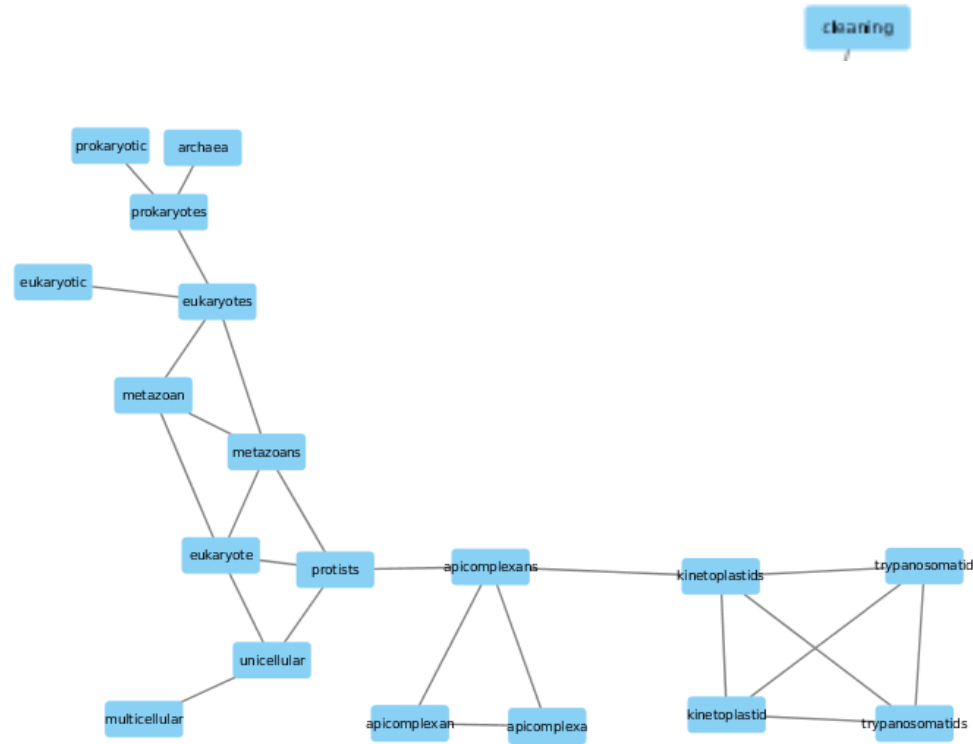 cleaning
prokaryotic
archaea
prokaryotes
eukaryotic
eukaryotes
metazoan
metazoans
eukaryote
protists
apicomplexans
kinetoplastids
trypanosomatid
unicellular
multicellular
apicomplexan
apicomplexa
kinetoplastid
trypanosomatids